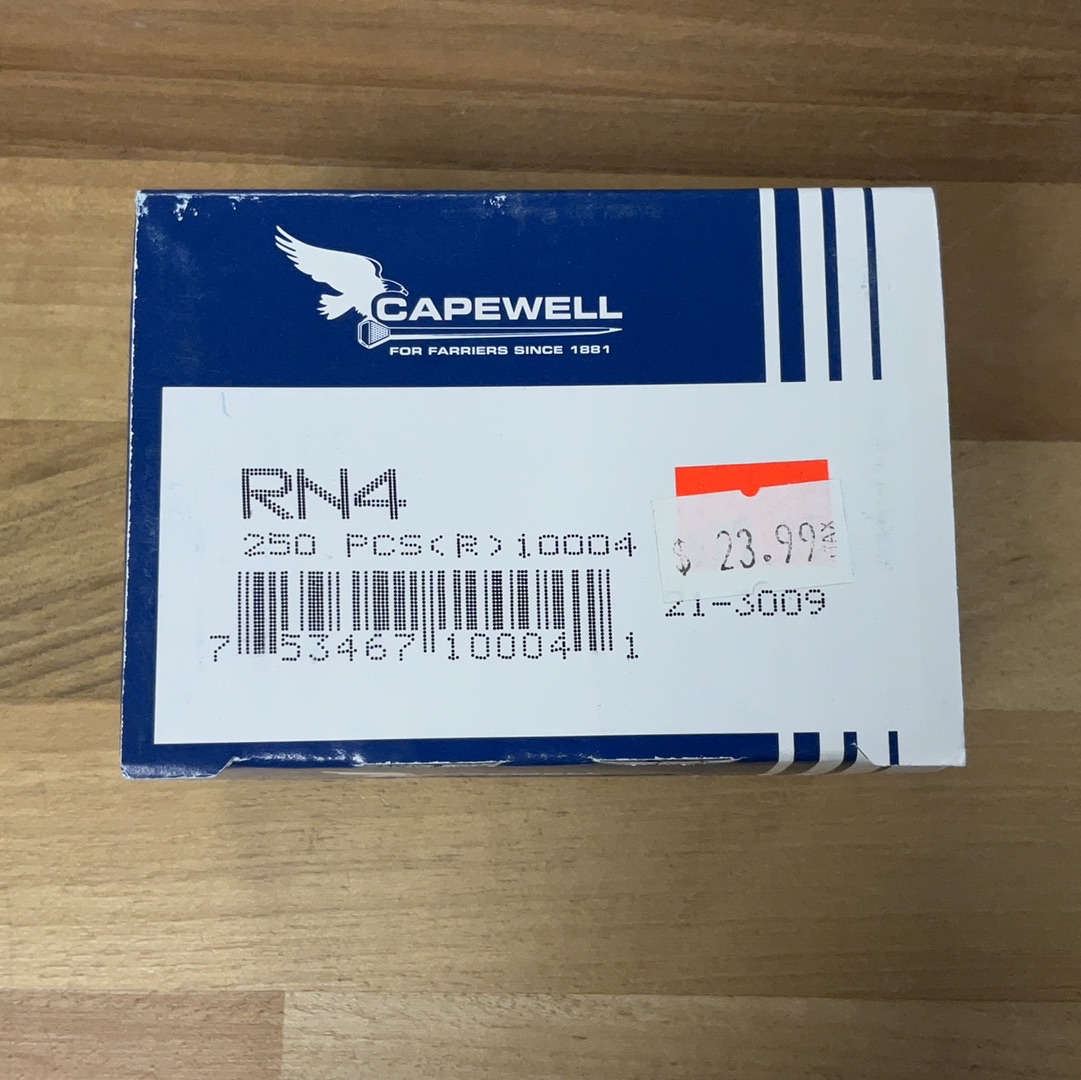 CAPEWELL
FOR FARRIERS SINCE 1881
RN4
250 PCS(R)10004
$ 23.99 +TAX
21-3009
7 53467 10004 1